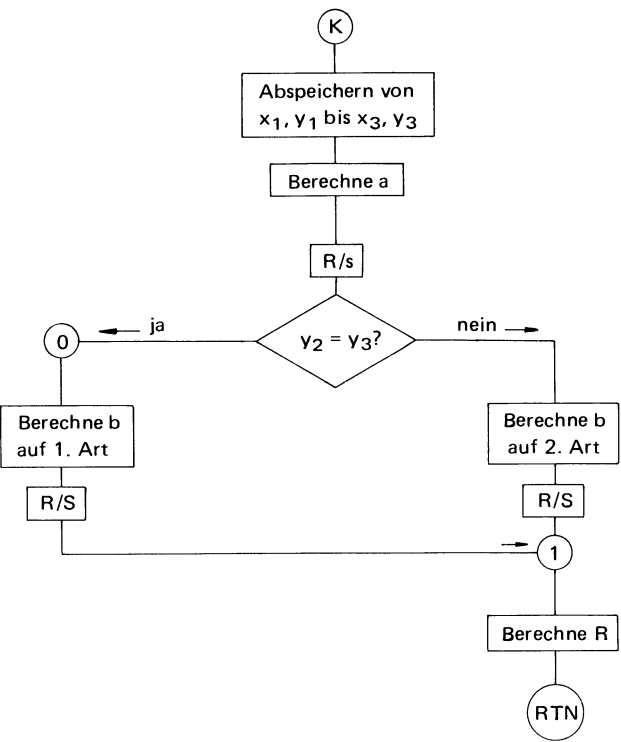 K
Abspeichern von
x1, y1 bis x3, y3
Berechne a
R/s
ja
nein
0
y2 = y3?
Berechne b
auf 1. Art
Berechne b
auf 2. Art
R/S
R/S
1
Berechne R
RTN